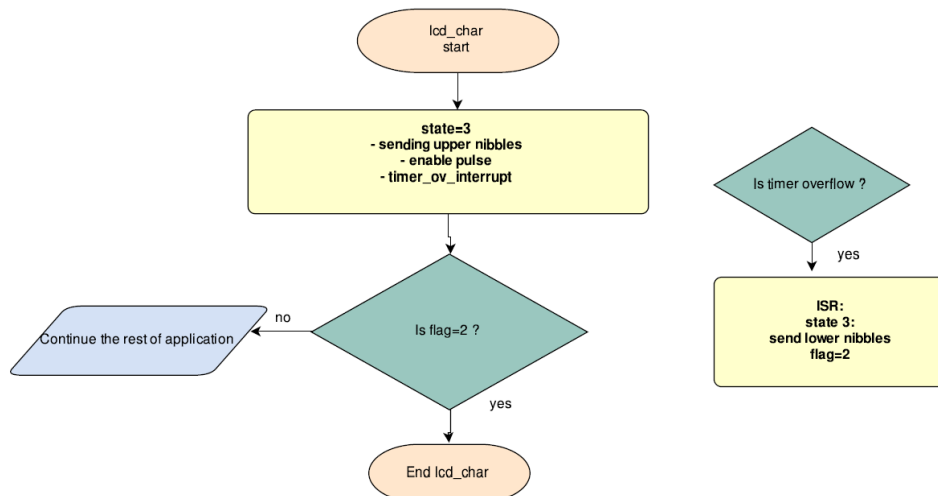 lcd_char
start
state=3
- sending upper nibbles
- enable pulse
- timer_ov_interrupt
Is timer overflow ?
yes
ISR:
state 3:
send lower nibbles
flag=2
no
Is flag=2 ?
Continue the rest of application
yes
End lcd_char